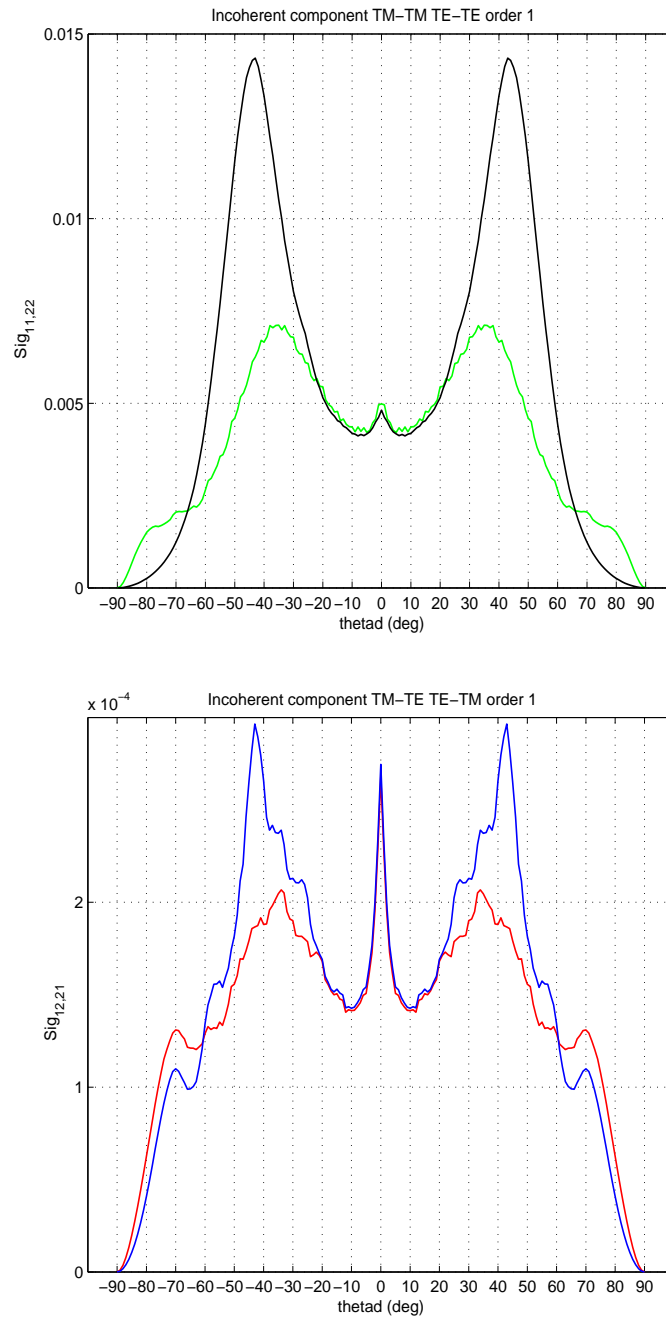 Incoherent component TM−TM TE−TE order 1
0.015
0.01
0.005
0
Sig11,22
−90 −80 −70 −60 −50 −40 −30 −20 −10 0 10 20 30 40 50 60 70 80 90
thetad (deg)
x 10−4
Incoherent component TM−TE TE−TM order 1
2
1
0
Sig12,21
−90 −80 −70 −60 −50 −40 −30 −20 −10 0 10 20 30 40 50 60 70 80 90
thetad (deg)